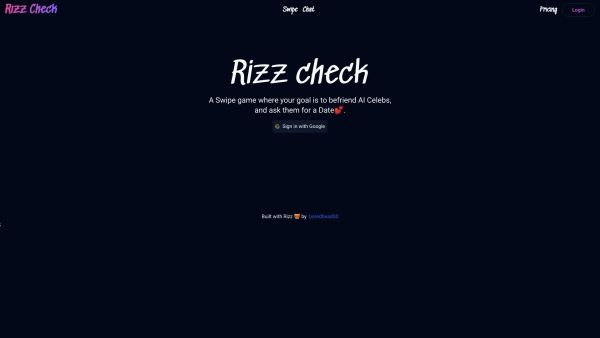 Rizz Check
Swipe Chat
Pricing
Login
Rizz check
A Swipe game where your goal is to befriend AI Celebs,
and ask them for a Date💕.
Sign in with Google
Built with Rizz by